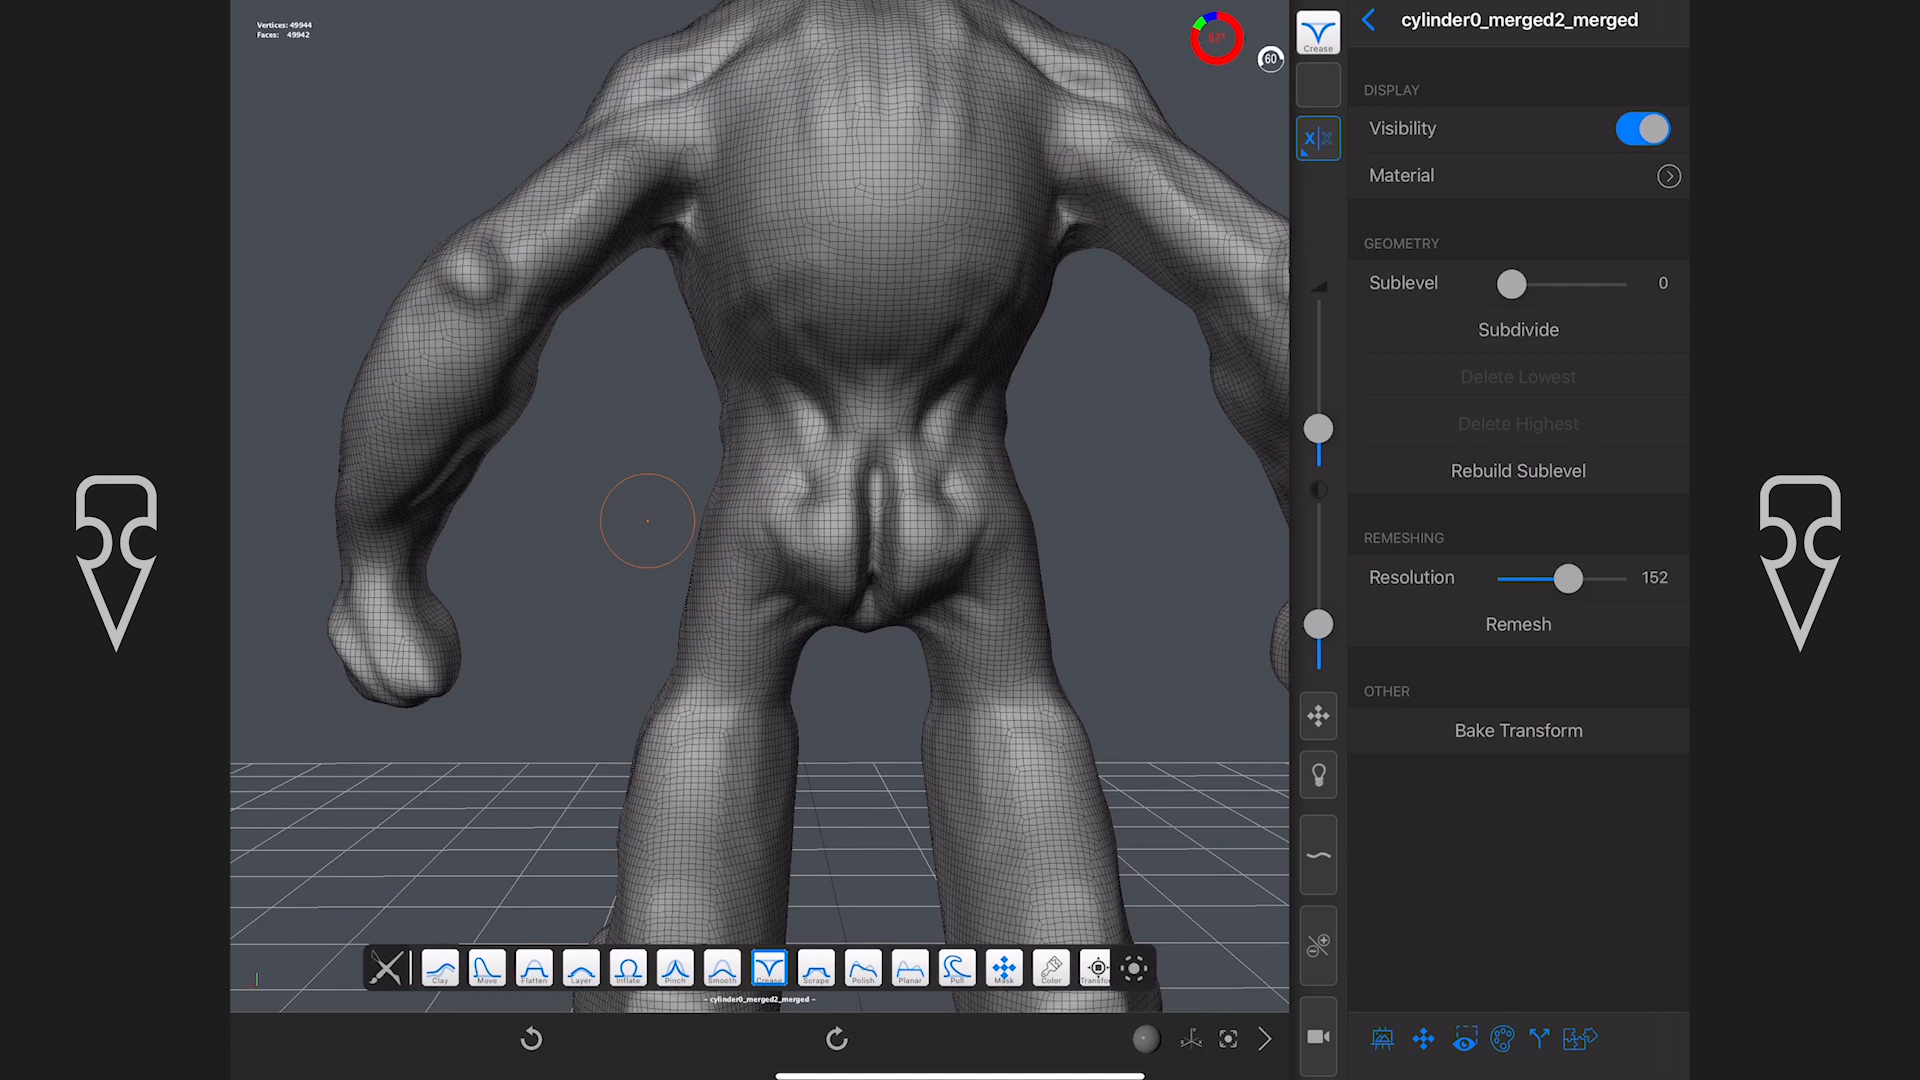 Vertices: 49944
Faces: 49942
60
Crease
cylinder0_merged2_merged
DISPLAY
Visibility
Material
GEOMETRY
Sublevel 0
Subdivide
Delete Lowest
Delete Highest
Rebuild Sublevel
REMESHING
Resolution 152
Remesh
OTHER
Bake Transform
Clay Move Flatten Layer Inflate Pinch Smooth Crease Scrape Polish Planar Pull Mask Color Transfor
- cylinder0_merged2_merged -